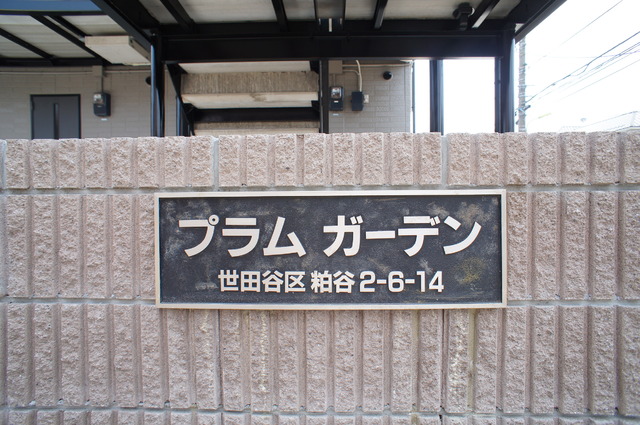 プラム ガーデン
世田谷区 粕谷 2-6-14